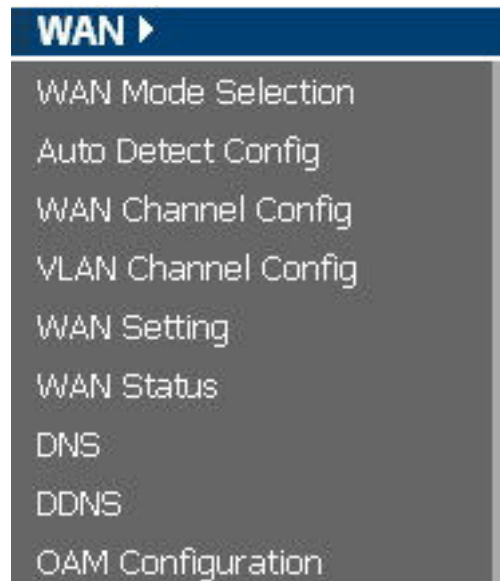 WAN
WAN Mode Selection
Auto Detect Config
WAN Channel Config
VLAN Channel Config
WAN Setting
WAN Status
DNS
DDNS
OAM Configuration